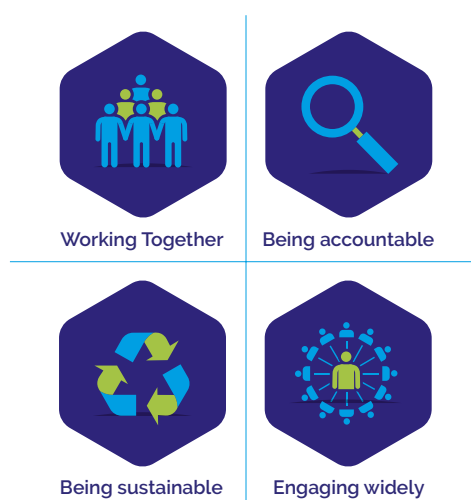 Working Together
Being accountable
Being sustainable
Engaging widely